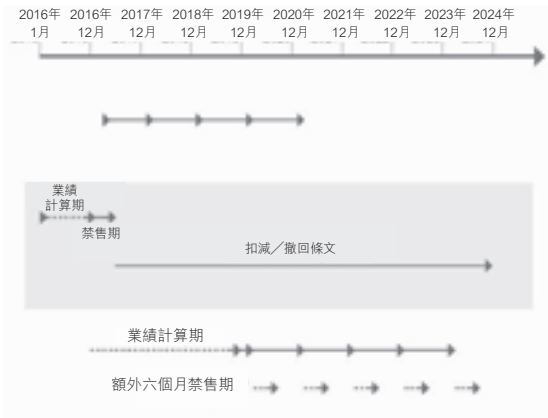 2016年 2016年 2017年 2018年 2019年 2020年 2021年 2022年 2023年 2024年
1月 12月 12月 12月 12月 12月 12月 12月 12月 12月
業績
計算期
禁售期
扣減／撤回條文
業績計算期
額外六個月禁售期